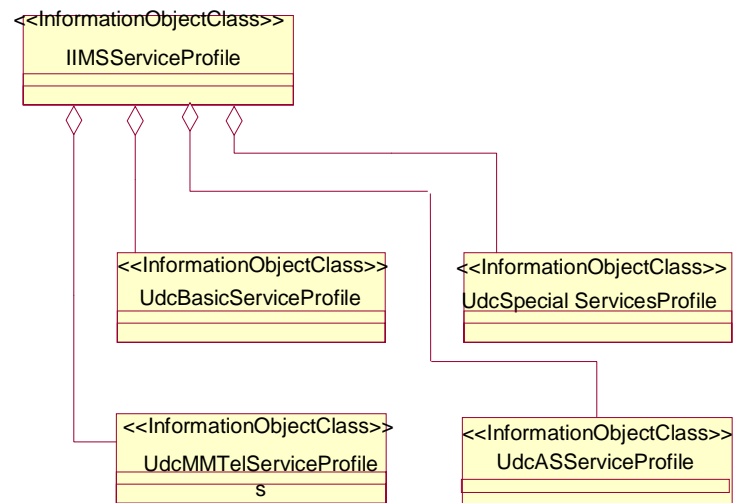 <<InformationObjectClass>>
IIMSServiceProfile
<<InformationObjectClass>>
UdcBasicServiceProfile
<<InformationObjectClass>>
UdcSpecial ServicesProfile
<<InformationObjectClass>>
UdcMMTelServiceProfile
s
<<InformationObjectClass>>
UdcASServiceProfile